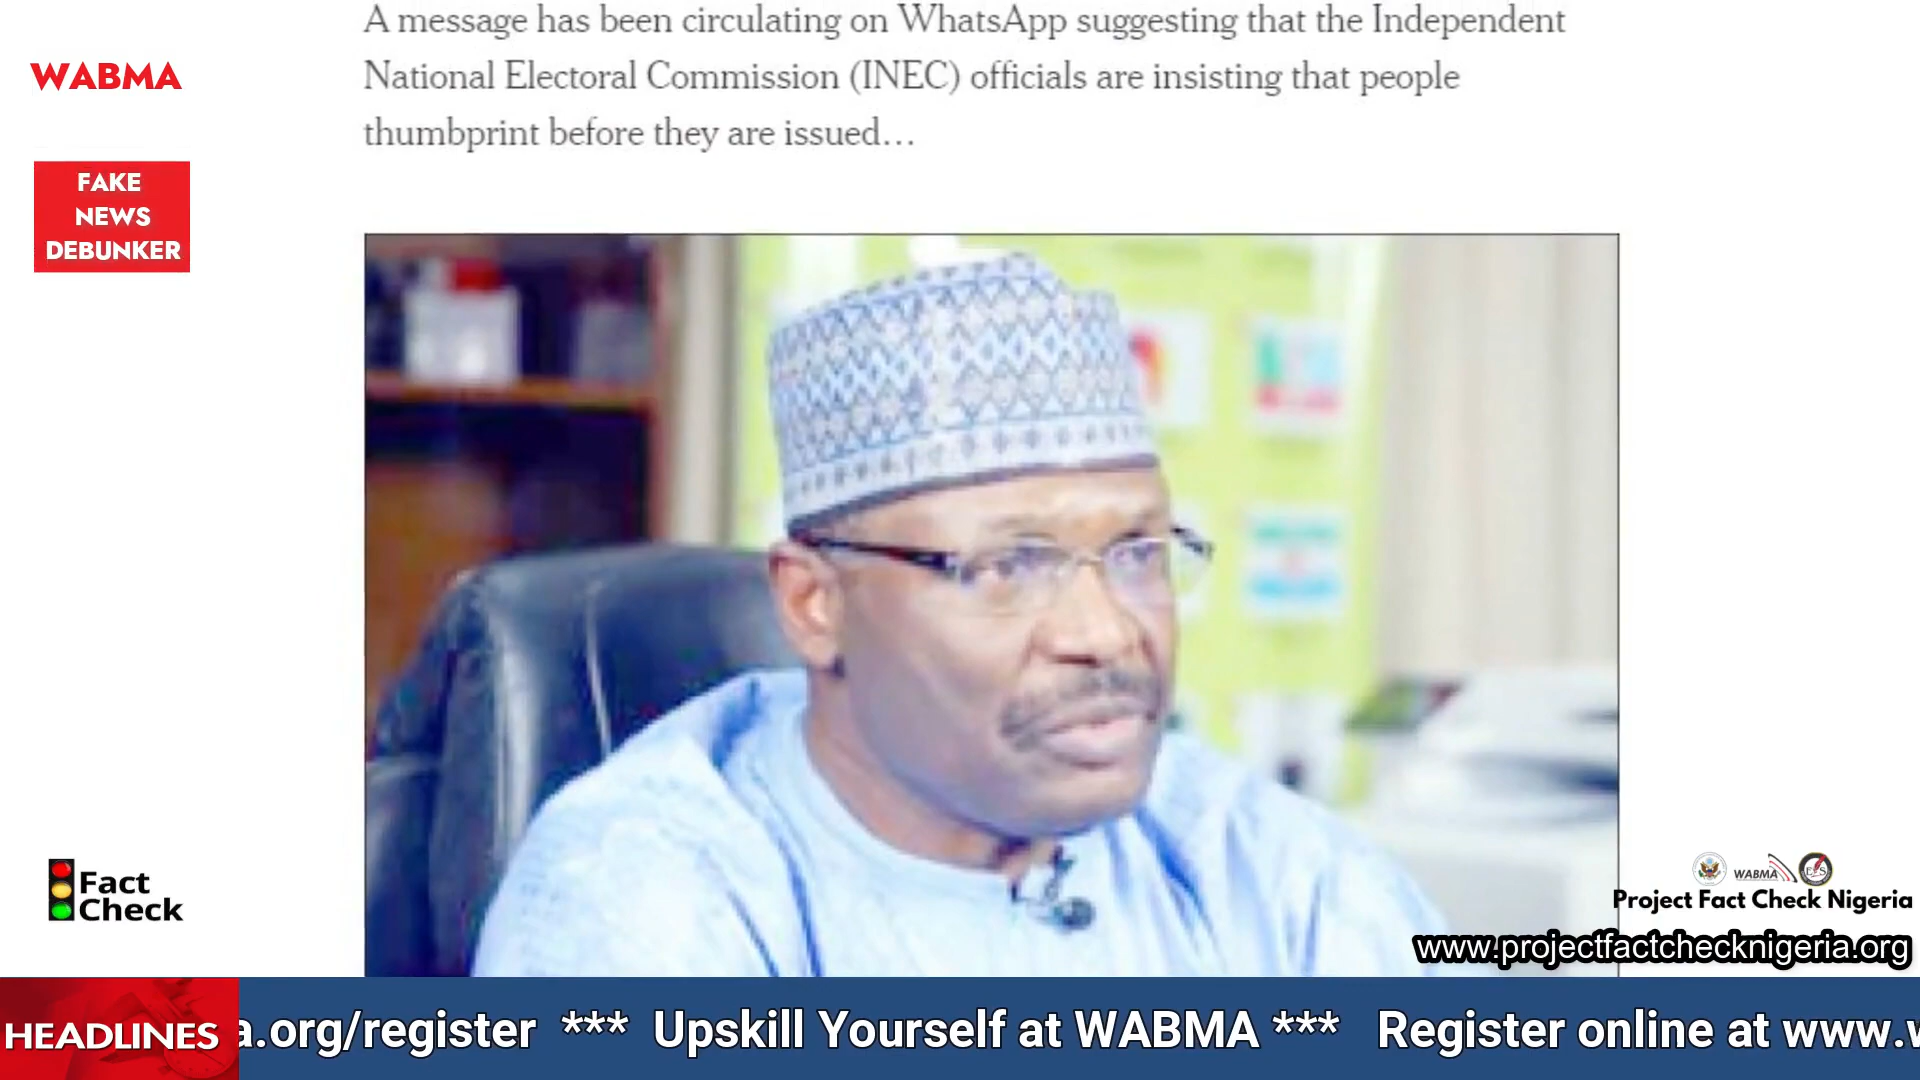 A message has been circulating on WhatsApp suggesting that the Independent
National Electoral Commission (INEC) officials are insisting that people
thumbprint before they are issued…
WABMA
FAKE
NEWS
DEBUNKER
Fact
Check
WABMA
Project Fact Check Nigeria
www.projectfactchecknigeria.org
HEADLINES
a.org/register *** Upskill Yourself at WABMA *** Register online at www.w